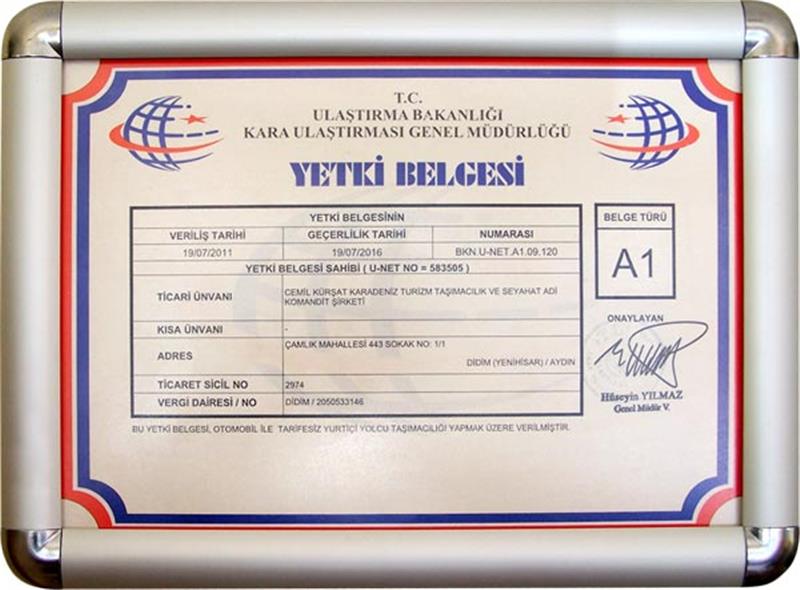 T.C.
ULAŞTIRMA BAKANLIĞI
KARA ULAŞTIRMASI GENEL MÜDÜRLÜĞÜ
YETKİ BELGESİ
YETKİ BELGESİNİN
VERİLİŞ TARİHİ GEÇERLİLİK TARİHİ NUMARASI
19/07/2011 19/07/2016 BKN.U-NET.A1.09.120
YETKİ BELGESİ SAHİBİ ( U-NET NO = 583505 )
TİCARİ ÜNVANI CEMİL KÜRŞAT KARADENİZ TURİZM TAŞIMACILIK VE SEYAHAT ADİ
KOMANDİT ŞİRKETİ
KISA ÜNVANI -
ADRES ÇAMLIK MAHALLESİ 443 SOKAK NO: 1/1
DİDİM (YENİHİSAR) / AYDIN
TİCARET SİCİL NO 2974
VERGİ DAİRESİ / NO DİDİM / 2050533146
BU YETKİ BELGESİ, OTOMOBİL İLE TARİFESİZ YURTİÇİ YOLCU TAŞIMACILIĞI YAPMAK ÜZERE VERİLMİŞTİR.
BELGE TÜRÜ
A1
ONAYLAYAN
Hüseyin YILMAZ
Genel Müdür V.